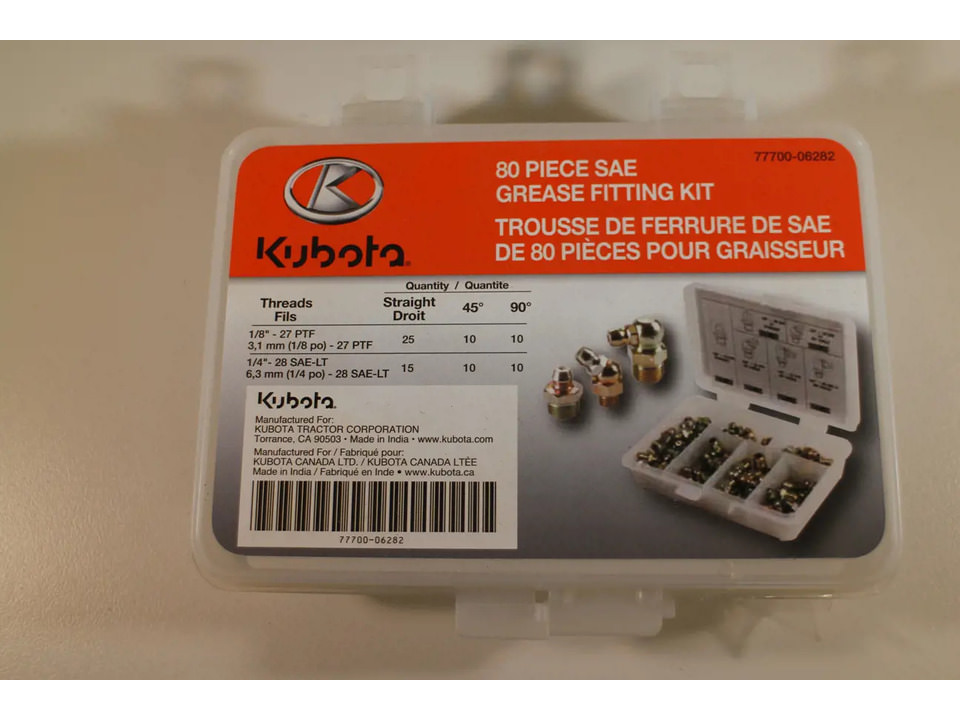 77700-06282
80 PIECE SAE
GREASE FITTING KIT
TROUSSE DE FERRURE DE SAE
DE 80 PIÈCES POUR GRAISSEUR
K
Kubota®
Quantity / Quantite
Threads Straight 45° 90°
Fils Droit
1/8" - 27 PTF
3,1 mm (1/8 po) - 27 PTF 25 10 10
1/4"- 28 SAE-LT
6,3 mm (1/4 po) - 28 SAE-LT 15 10 10
Kubota.
Manufactured For:
KUBOTA TRACTOR CORPORATION
Torrance, CA 90503 • Made in India • www.kubota.com
Manufactured For / Fabriqué pour:
KUBOTA CANADA LTD. / KUBOTA CANADA LTÉE
Made in India / Fabriqué en Inde • www.kubota.ca
77700-06282